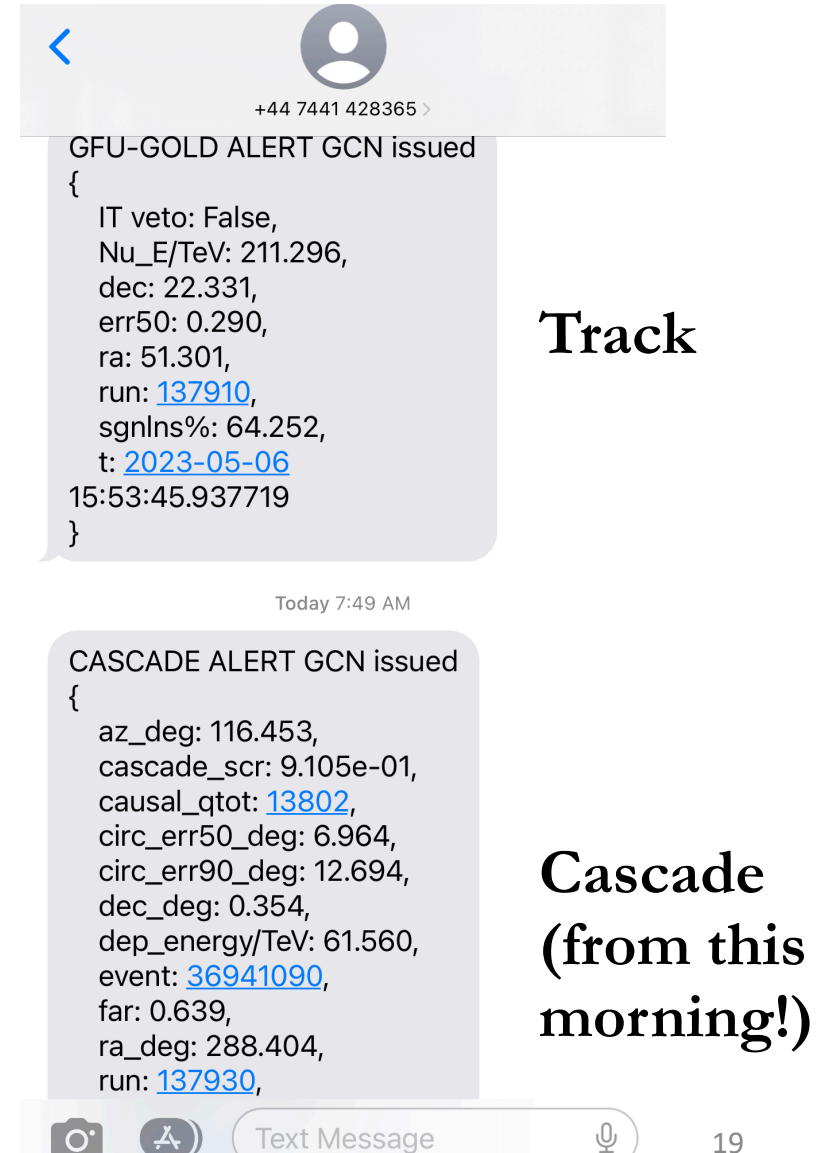 +44 7441 428365
GFU-GOLD ALERT GCN issued
{
IT veto: False,
Nu_E/TeV: 211.296,
dec: 22.331,
err50: 0.290,
ra: 51.301,
run: 137910,
sgnlns%: 64.252,
t: 2023-05-06
15:53:45.937719
}
Track
Today 7:49 AM
CASCADE ALERT GCN issued
{
az_deg: 116.453,
cascade_scr: 9.105e-01,
causal_qtot: 13802,
circ_err50_deg: 6.964,
circ_err90_deg: 12.694,
dec_deg: 0.354,
dep_energy/TeV: 61.560,
event: 36941090,
far: 0.639,
ra_deg: 288.404,
run: 137930,
Cascade
(from this
morning!)
Text Message
19